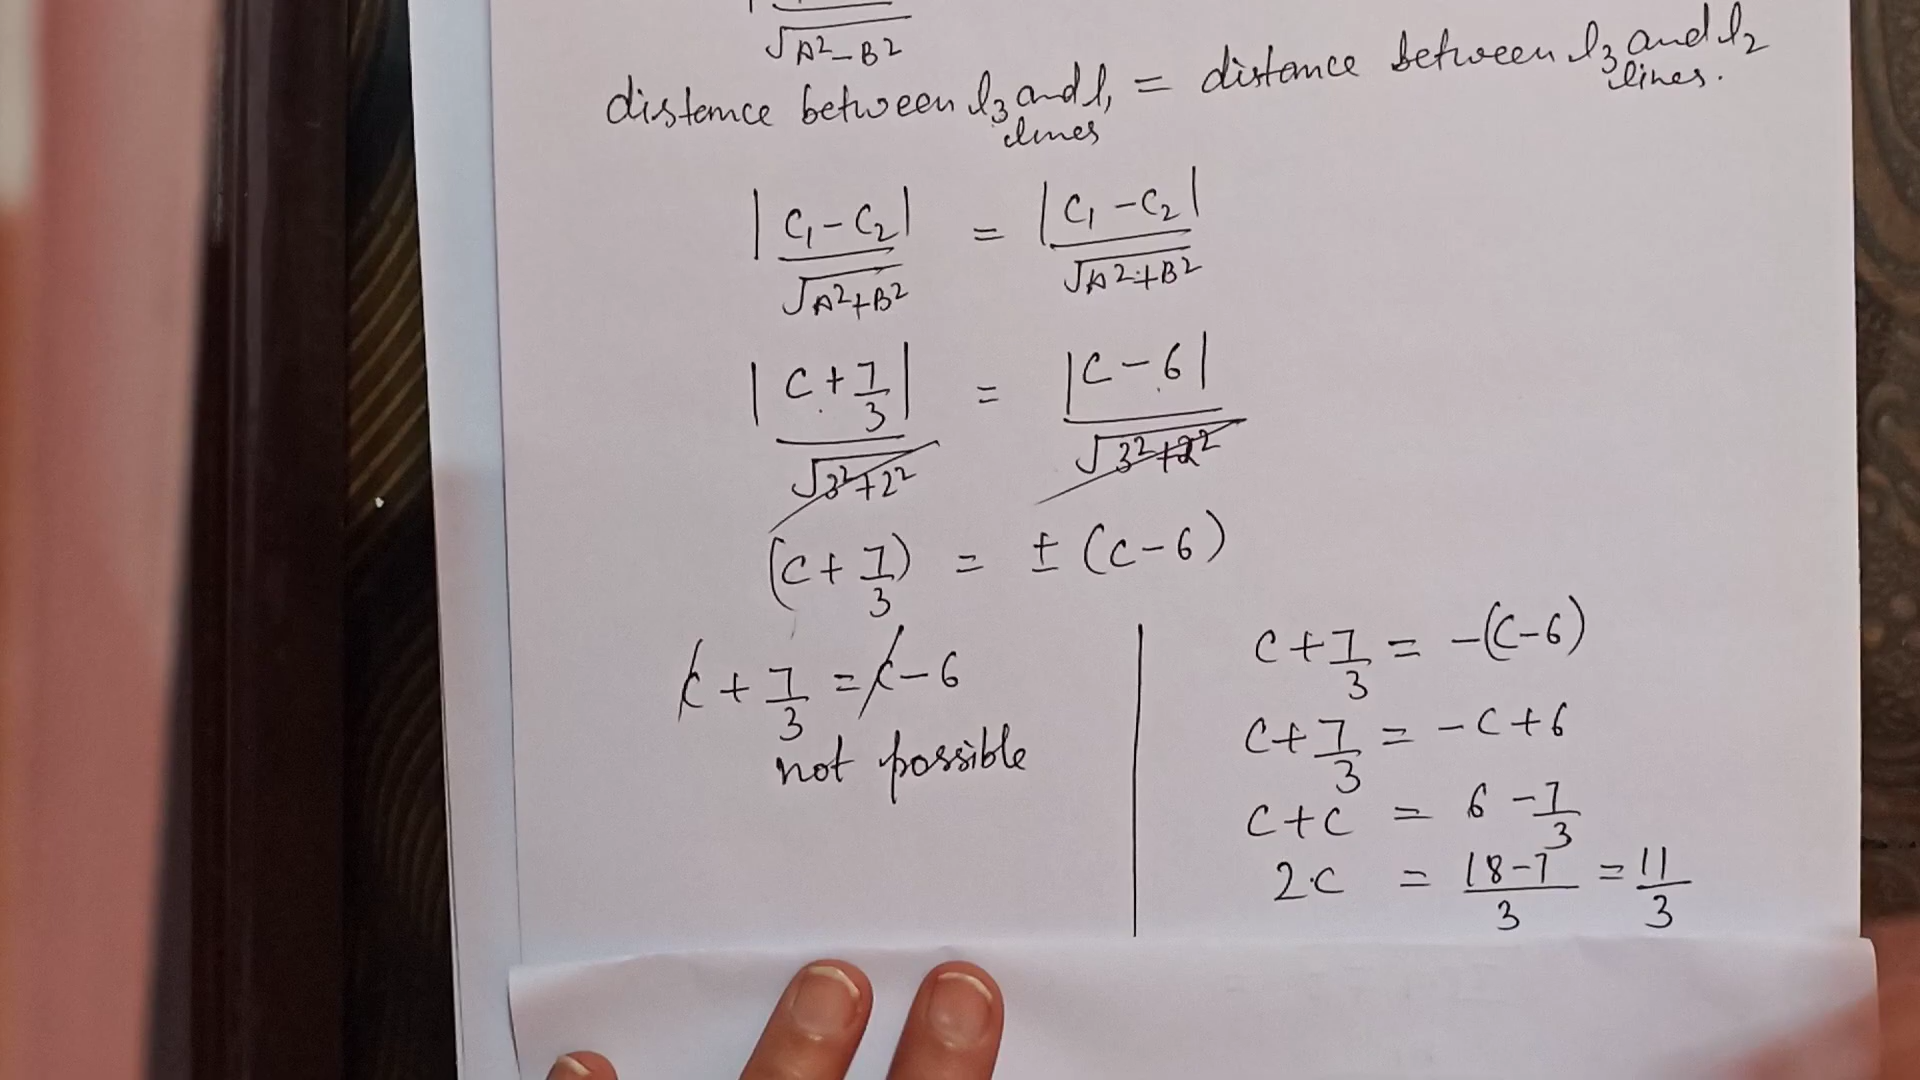 √A²-B²
distance between l₃ and l₁ = distance between l₃ and l₂
lines lines.
|C₁-C₂| / √A²+B² = |C₁-C₂| / √A²+B²
|C+7/3| / √3²+2² = |C-6| / √3²+2²
(C+7/3) = ± (C-6)
C+7/3 = C-6
not possible
C+7/3 = -(C-6)
C+7/3 = -C+6
C+C = 6-7/3
2·C = 18-7/3 = 11/3